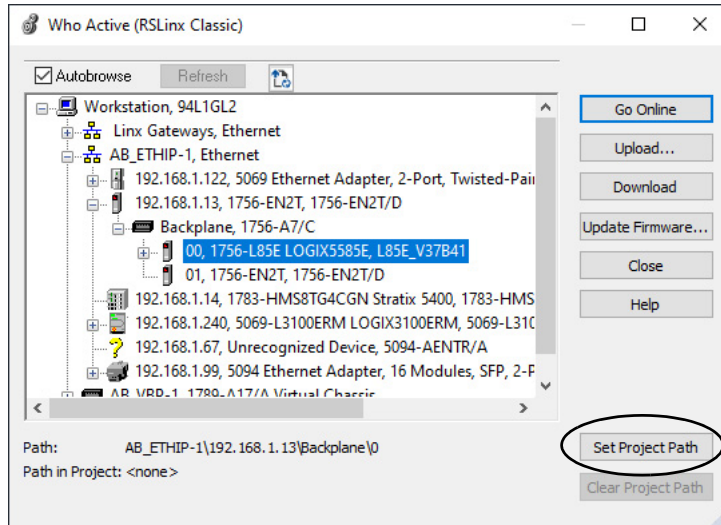 Who Active (RSLinx Classic)
Autobrowse Refresh
Workstation, 94L1GL2
Linx Gateways, Ethernet
AB_ETHIP-1, Ethernet
192.168.1.122, 5069 Ethernet Adapter, 2-Port, Twisted-Pai
192.168.1.13, 1756-EN2T, 1756-EN2T/D
Backplane, 1756-A7/C
00, 1756-L85E LOGIX5585E, L85E_V37B41
01, 1756-EN2T, 1756-EN2T/D
192.168.1.14, 1783-HMS8TG4CGN Stratix 5400, 1783-HMS
192.168.1.240, 5069-L3100ERM LOGIX3100ERM, 5069-L310
192.168.1.67, Unrecognized Device, 5094-AENTR/A
192.168.1.99, 5094 Ethernet Adapter, 16 Modules, SFP, 2-P
AB_VBP-1, 1789-A17/A Virtual Chassis
Go Online
Upload...
Download
Update Firmware...
Close
Help
Path: AB_ETHIP-1\192.168.1.13\Backplane\0
Path in Project: <none>
Set Project Path
Clear Project Path